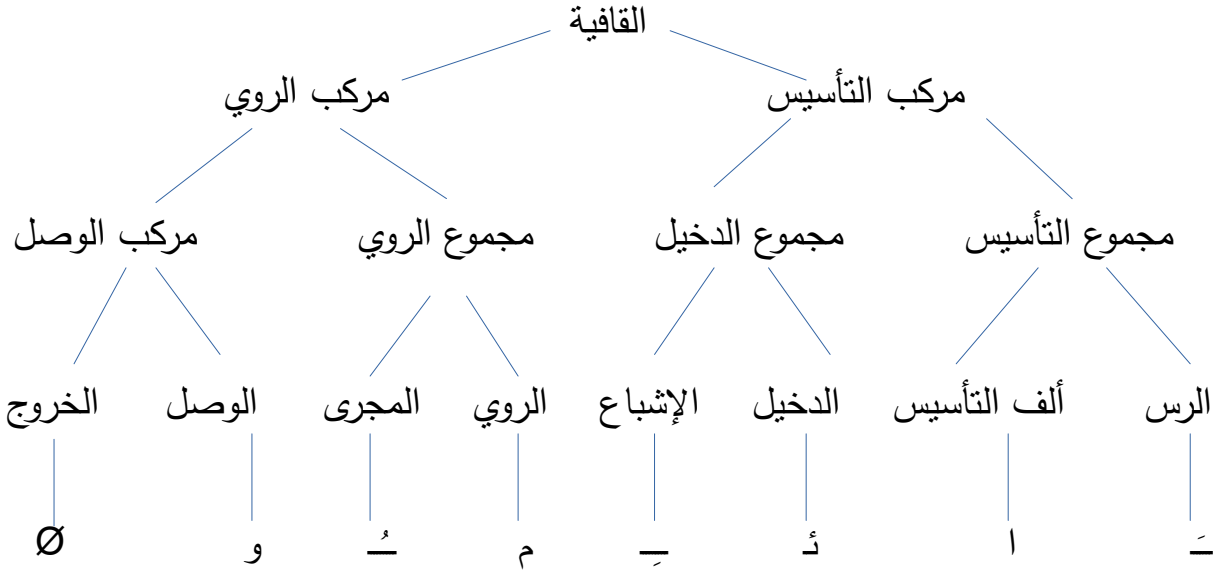 القافية
مركب التأسيس مركب الروي
مجموع التأسيس مجموع الدخيل مجموع الروي مركب الوصل
الرس ألف التأسيس الدخيل الإشباع الروي المجرى الوصل الخروج
ـَ ا ئـ ـِ م ـُ و Ø